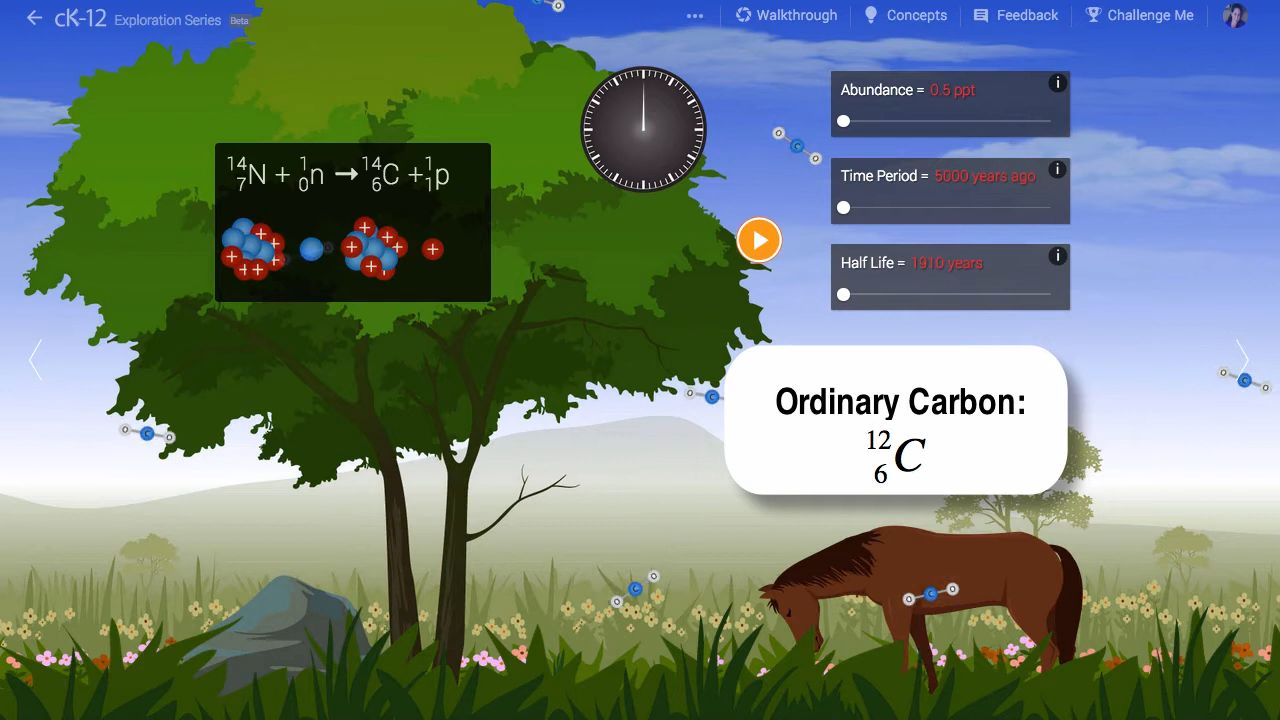 cK-12 Exploration Series Beta
••• Walkthrough Concepts Feedback Challenge Me
Abundance = 0.5 ppt
i
¹⁴₇N + ¹₀n → ¹⁴₆C + ¹₁p
Time Period = 5000 years ago
i
Half Life = 1910 years
i
Ordinary Carbon:
¹²₆C